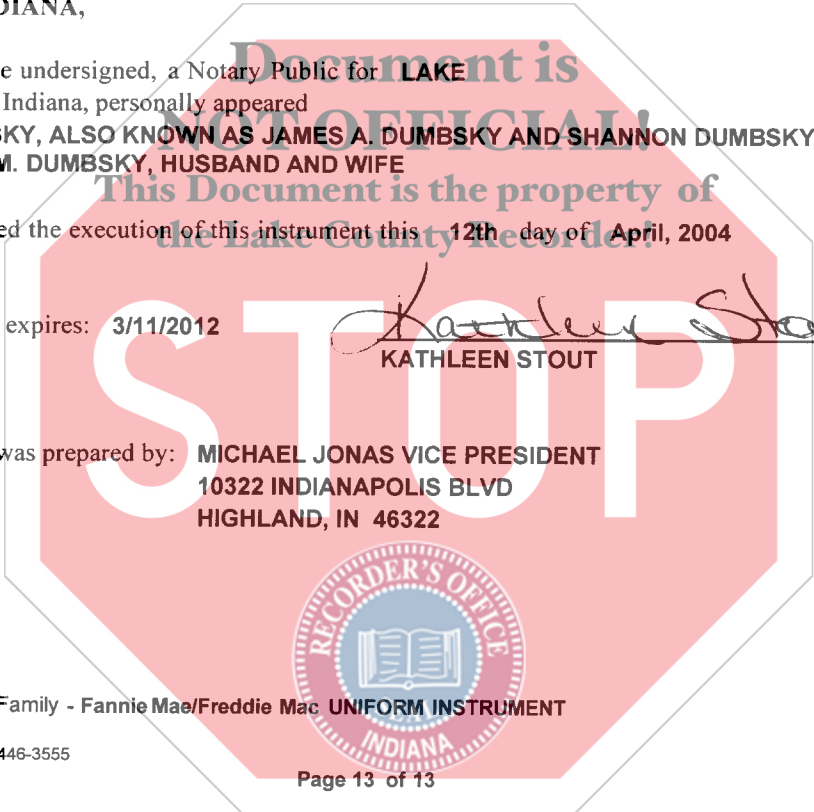 DIANA,
Document is
e undersigned, a Notary Public for LAKE
Indiana, personally appeared
NOT OFFICIAL!
SKY, ALSO KNOWN AS JAMES A. DUMBSKY AND SHANNON DUMBSKY
M. DUMBSKY, HUSBAND AND WIFE
This Document is the property of
ed the execution of this instrument this 12th day of April, 2004
the Lake County Recorder!
Kathleen Sto
expires: 3/11/2012
KATHLEEN STOUT
STOP
was prepared by: MICHAEL JONAS VICE PRESIDENT
10322 INDIANAPOLIS BLVD
HIGHLAND, IN 46322
RECORDER'S OFFICE
Family - Fannie Mae/Freddie Mac UNIFORM INSTRUMENT
SEAL
INDIANA
446-3555
Page 13 of 13